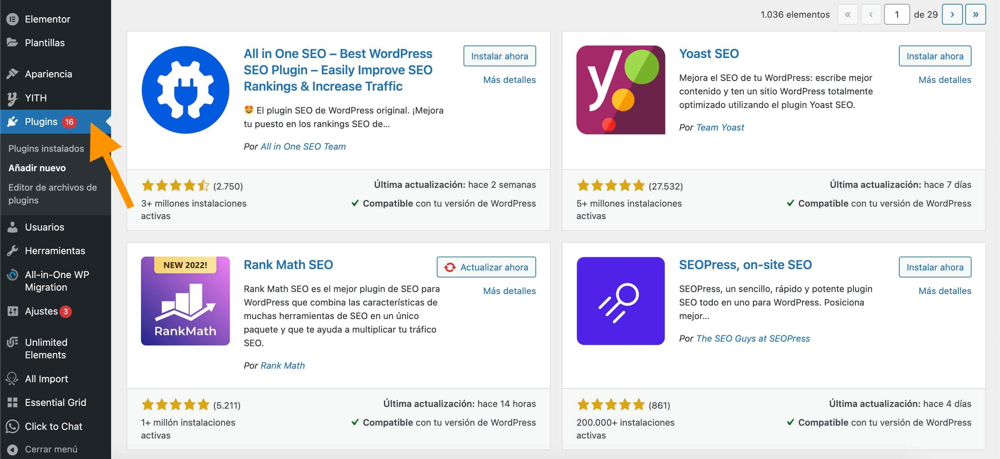 Elementor
Plantillas
Apariencia
YITH
Plugins 16
Plugins instalados
Añadir nuevo
Editor de archivos de
plugins
Usuarios
Herramientas
All-in-One WP
Migration
Ajustes 3
Unlimited
Elements
All Import
Essential Grid
Click to Chat
Cerrar menú
1.036 elementos « ‹ 1 de 29 › »
All in One SEO – Best WordPress
SEO Plugin – Easily Improve SEO
Rankings & Increase Traffic
Instalar ahora
Más detalles
🤩 El plugin SEO de WordPress original. ¡Mejora
tu puesto en los rankings SEO de...
Por All in One SEO Team
(2.750)
3+ millones instalaciones
activas
Última actualización: hace 2 semanas
Compatible con tu versión de WordPress
y
Yoast SEO
Instalar ahora
Más detalles
Mejora el SEO de tu WordPress: escribe mejor
contenido y ten un sitio WordPress totalmente
optimizado utilizando el plugin Yoast SEO.
Por Team Yoast
(27.532)
5+ millones instalaciones
activas
Última actualización: hace 7 días
Compatible con tu versión de WordPress
NEW 2022!
RankMath
Rank Math SEO
Actualizar ahora
Más detalles
Rank Math SEO es el mejor plugin de SEO para
WordPress que combina las características de
muchas herramientas de SEO en un único
paquete y que te ayuda a multiplicar tu tráfico
SEO.
Por Rank Math
(5.211)
1+ millón instalaciones
activas
Última actualización: hace 14 horas
Compatible con tu versión de WordPress
SEOPress, on-site SEO
Instalar ahora
Más detalles
SEOPress, un sencillo, rápido y potente plugin
SEO todo en uno para WordPress. Posiciona
mejor...
Por The SEO Guys at SEOPress
(861)
200.000+ instalaciones
activas
Última actualización: hace 4 días
Compatible con tu versión de WordPress